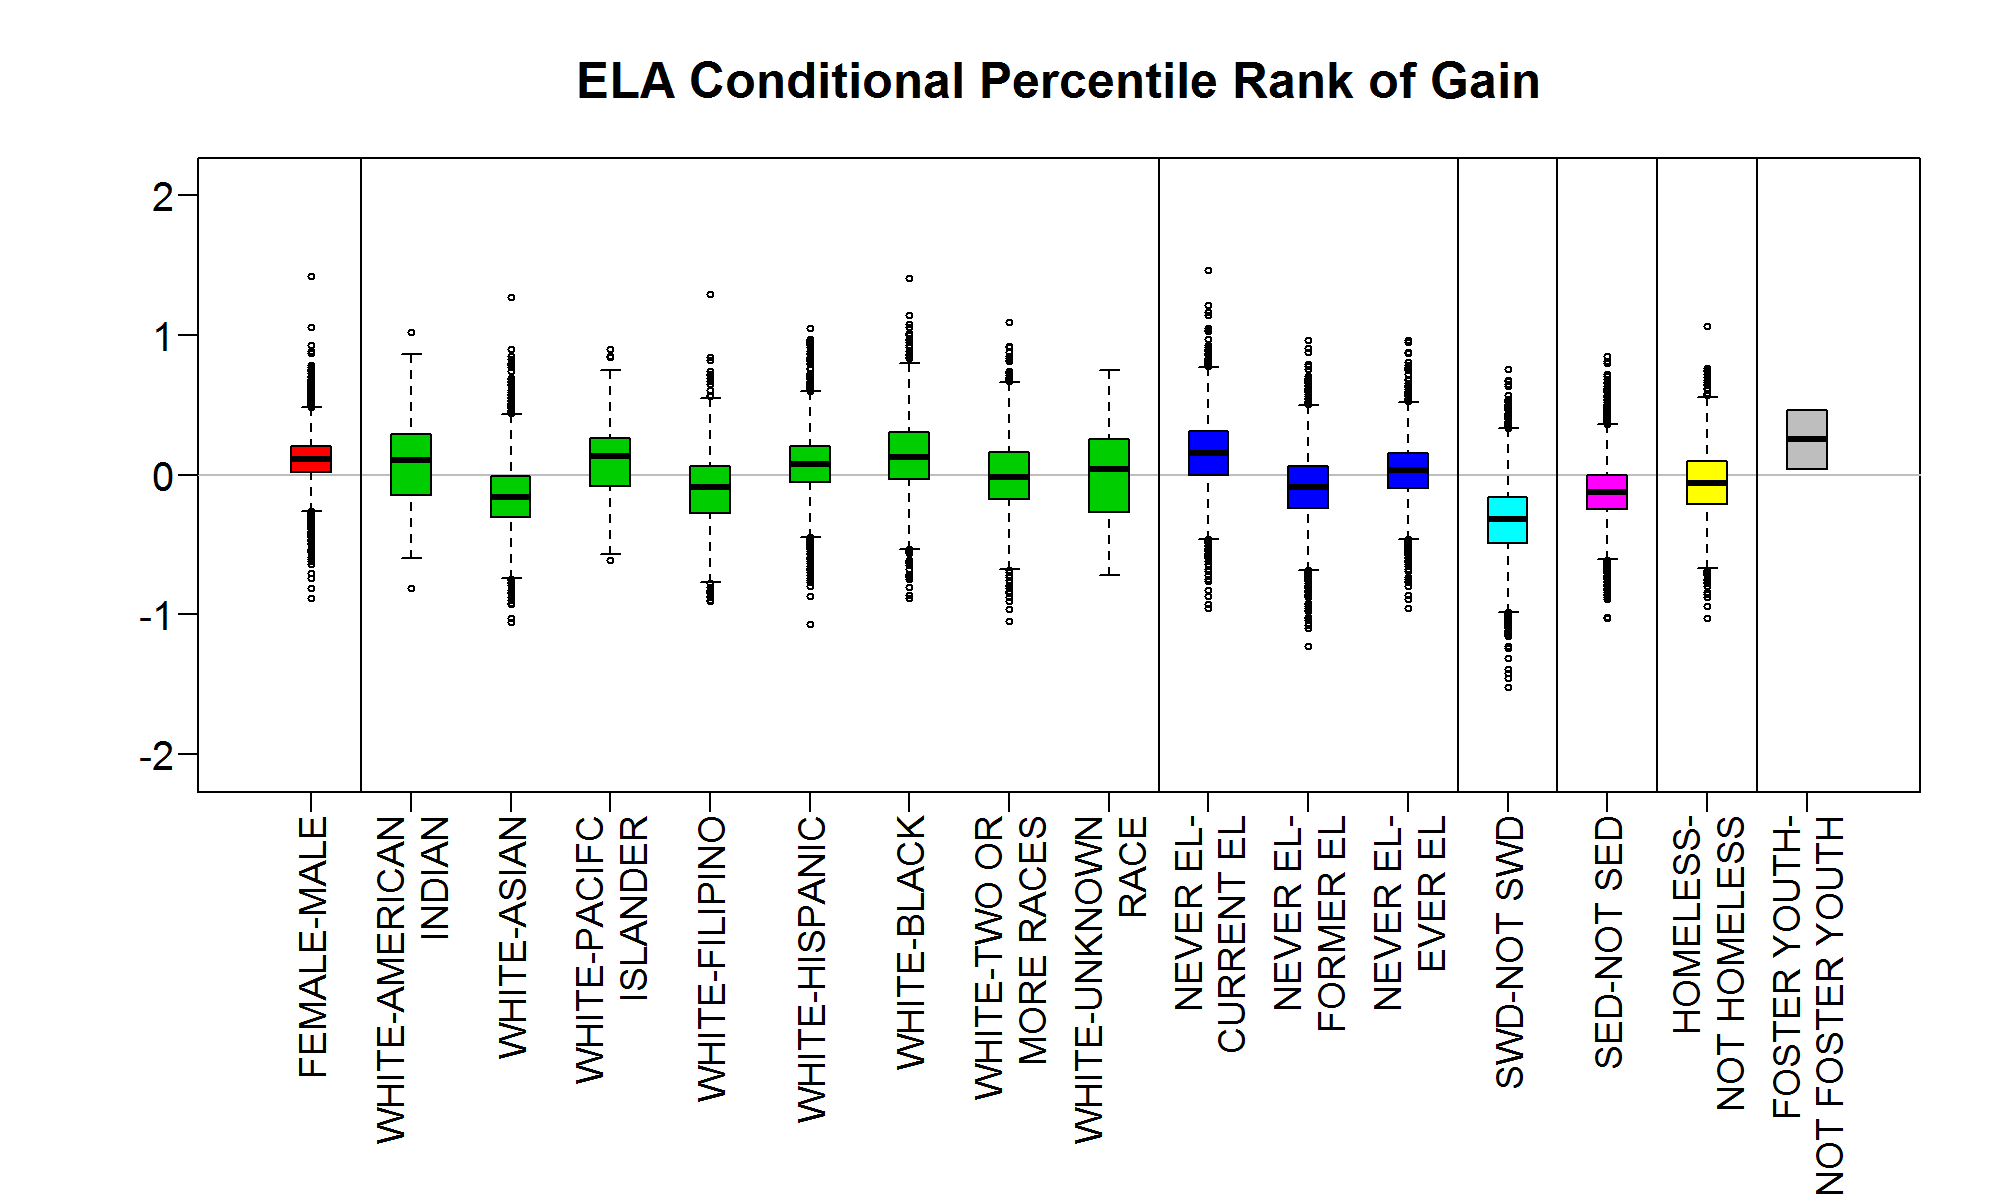 ELA Conditional Percentile Rank of Gain
2
1
0
-1
-2
FEMALE-MALE
WHITE-AMERICAN
INDIAN
WHITE-ASIAN
WHITE-PACIFC
ISLANDER
WHITE-FILIPINO
WHITE-HISPANIC
WHITE-BLACK
WHITE-TWO OR
MORE RACES
WHITE-UNKNOWN
RACE
NEVER EL-
CURRENT EL
NEVER EL-
FORMER EL
NEVER EL-
EVER EL
SWD-NOT SWD
SED-NOT SED
HOMELESS-
NOT HOMELESS
FOSTER YOUTH-
NOT FOSTER YOUTH